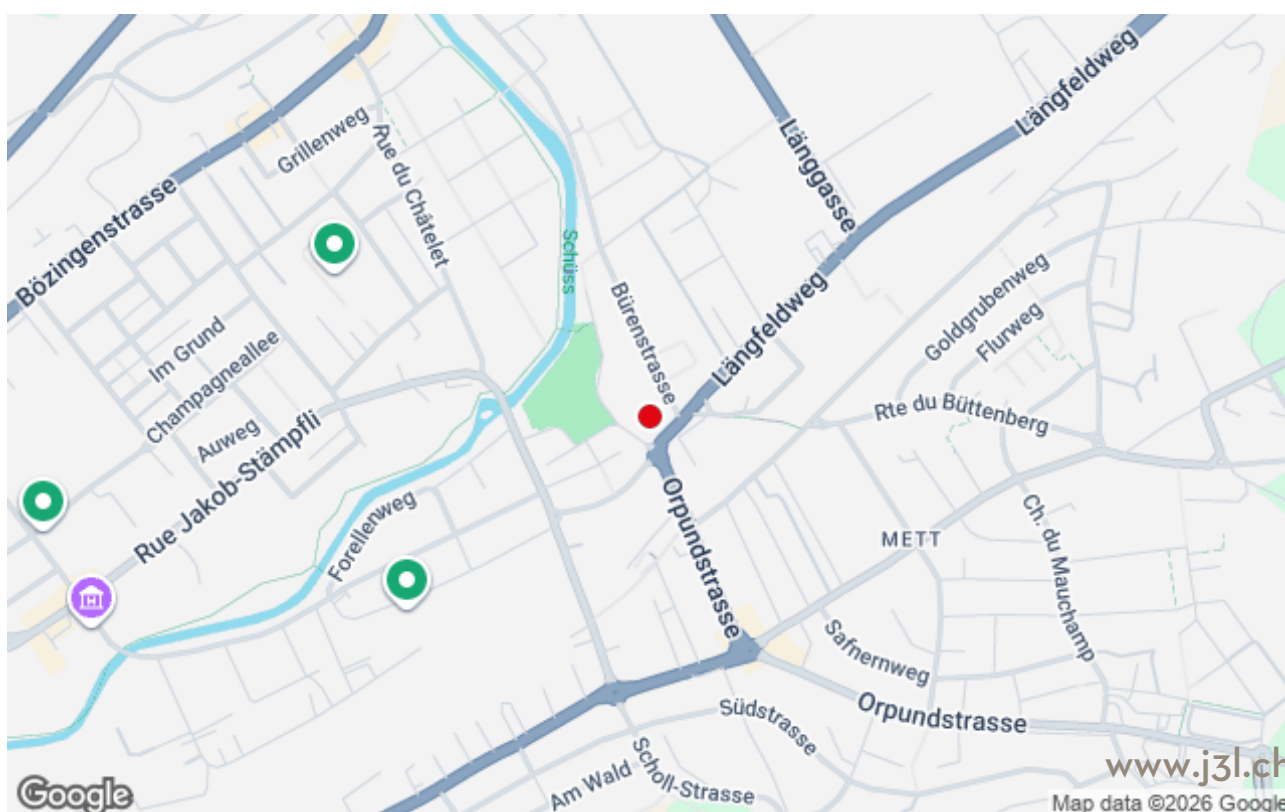 Längfeldweg
Länggasse
Grillenweg
Rue du Châtelet
Bözingenstrasse
Schüss
Bürenstrasse
Längfeldweg
Goldgrubenweg
Flurweg
Im Grund
Champagneallee
Auweg
Rte du Büttenberg
Rue Jakob-Stämpfli
Forellenweg
Orpundstrasse
METT
Ch. du Mauchamp
Safnernweg
Orpundstrasse
Südstrasse
Scholl-Strasse
Am Wald
www.j3l.ch
Google
Map data ©2026 Google